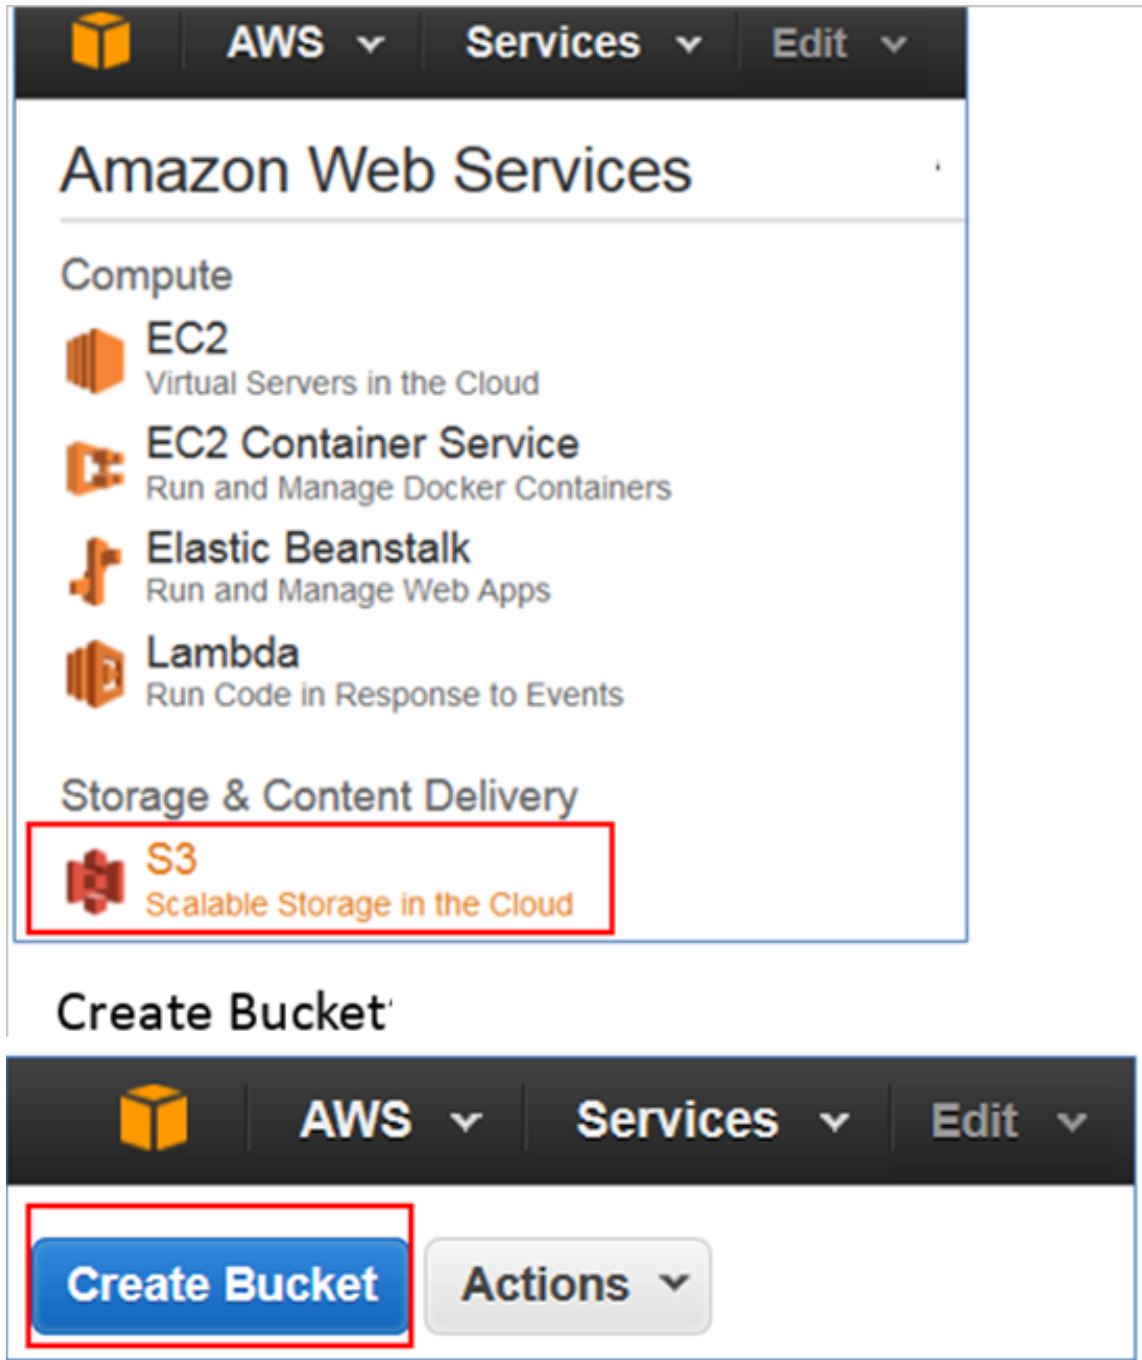 AWS Services Edit
Amazon Web Services
Compute
EC2
Virtual Servers in the Cloud
EC2 Container Service
Run and Manage Docker Containers
Elastic Beanstalk
Run and Manage Web Apps
Lambda
Run Code in Response to Events
Storage & Content Delivery
S3
Scalable Storage in the Cloud
Create Bucket
AWS Services Edit
Create Bucket Actions